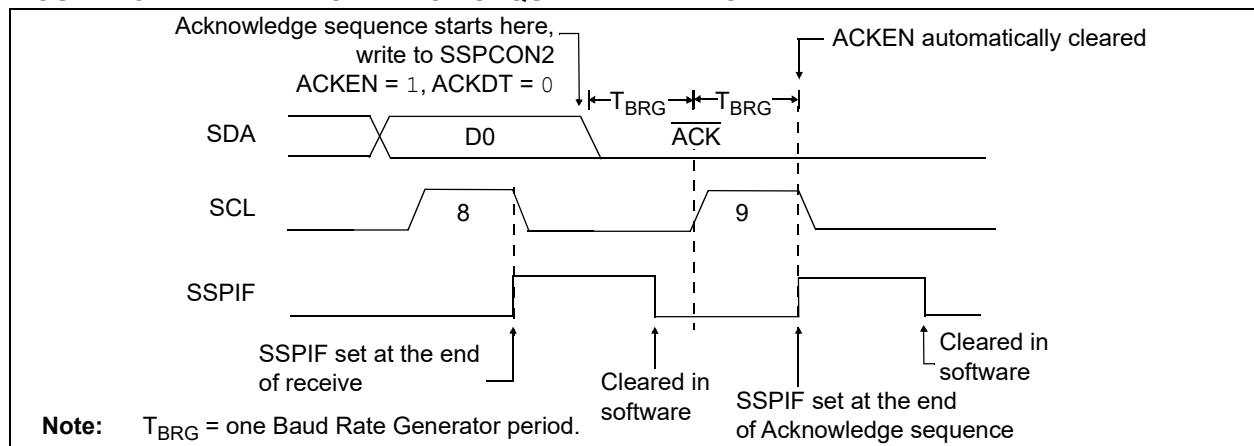 Acknowledge sequence starts here,
write to SSPCON2
ACKEN = 1, ACKDT = 0
ACKEN automatically cleared
TBRG
TBRG
SDA
D0
ACK
SCL
8
9
SSPIF
SSPIF set at the end
of receive
Cleared in
software
SSPIF set at the end
of Acknowledge sequence
Cleared in
software
Note: TBRG = one Baud Rate Generator period.